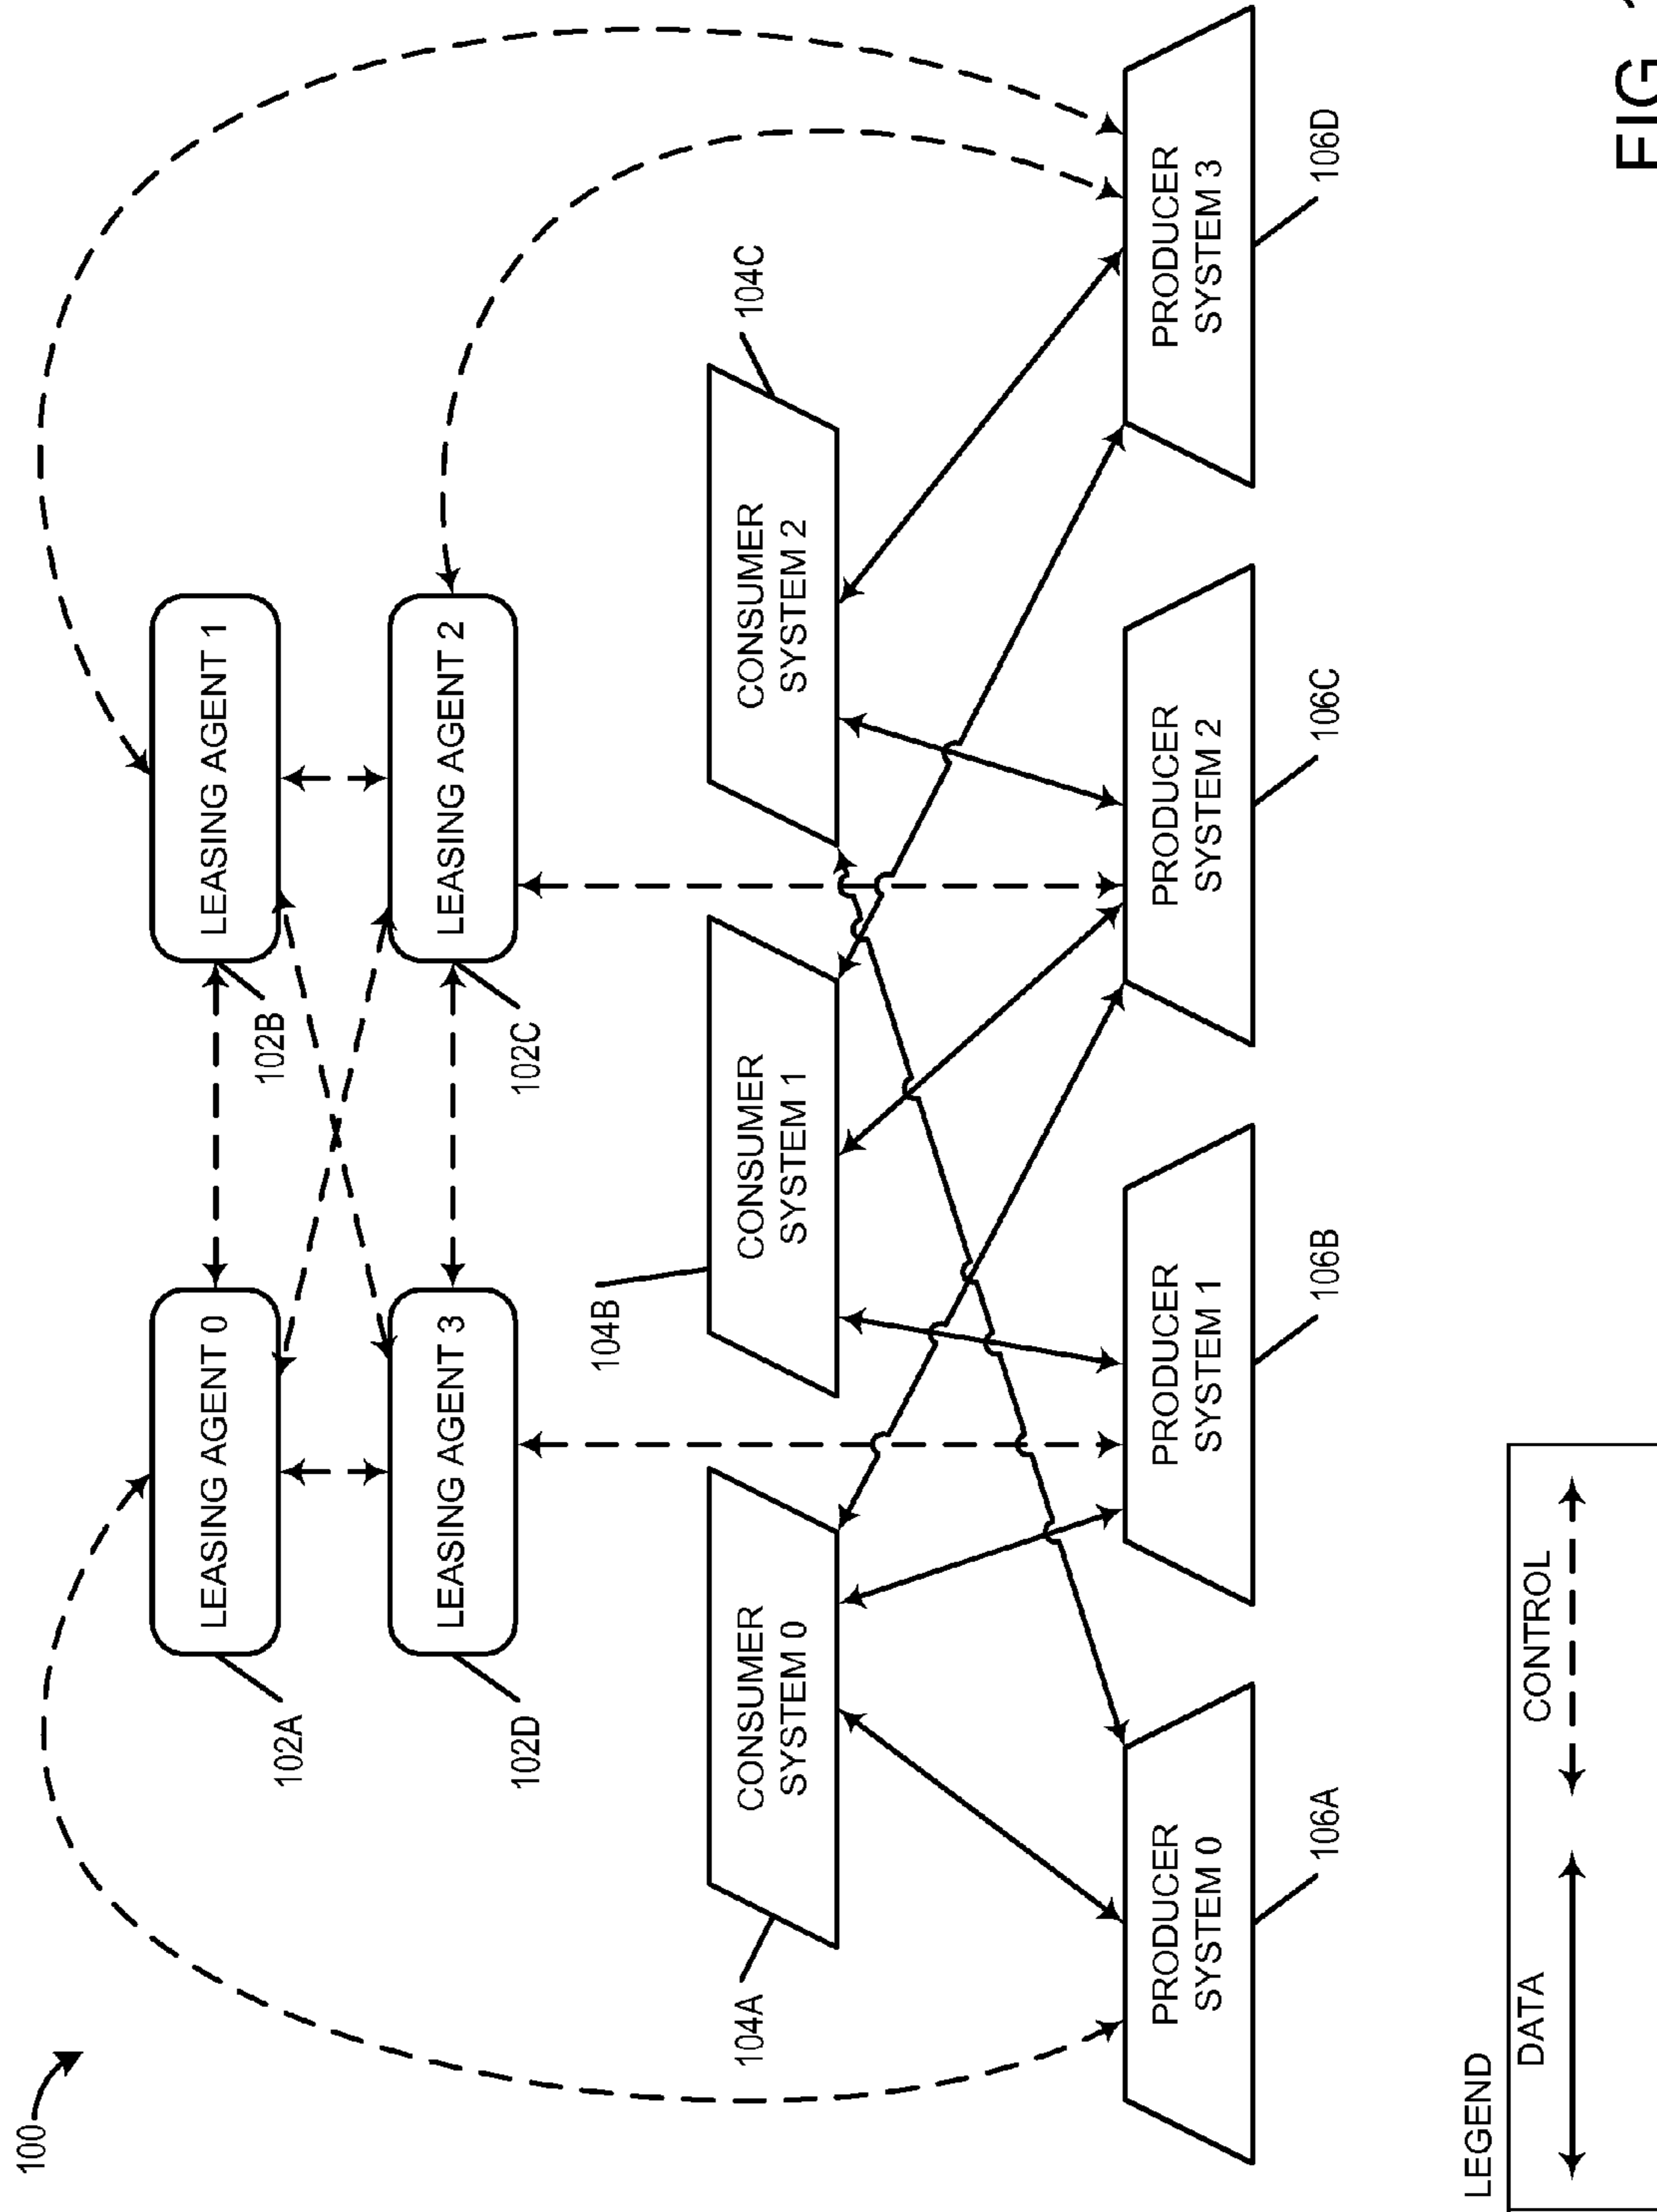 100
LEASING AGENT 0
LEASING AGENT 1
102A
102B
LEASING AGENT 3
LEASING AGENT 2
102D
102C
104B
104A
104C
CONSUMER
SYSTEM 0
CONSUMER
SYSTEM 1
CONSUMER
SYSTEM 2
PRODUCER
SYSTEM 0
PRODUCER
SYSTEM 1
PRODUCER
SYSTEM 2
PRODUCER
SYSTEM 3
106A
106B
106C
106D
LEGEND
DATA
CONTROL
FIG